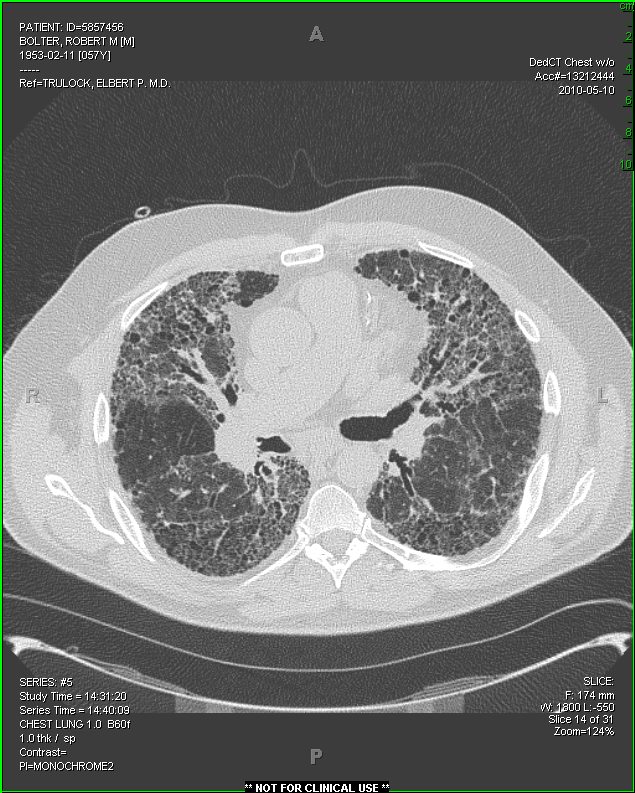 PATIENT: ID=5857456
BOLTER, ROBERT M [M]
1953-02-11 [057Y]
-----
Ref=TRULOCK, ELBERT P. M.D.
A
cm
2
4
6
8
10
DedCT Chest w/o
Acc#=13212444
2010-05-10
R
L
SERIES: #5
Study Time = 14:31:20
Series Time = 14:40:09
CHEST LUNG 1.0 B60f
1.0 thk / sp
Contrast=
PI=MONOCHROME2
P
SLICE:
F: 174 mm
W: 1800 L:-550
Slice 14 of 31
Zoom=124%
** NOT FOR CLINICAL USE **